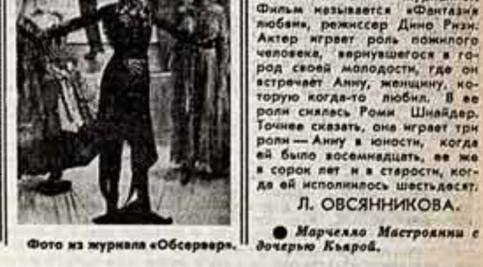 Фильм называется «Фантазия
любви», режиссер Дино Ризи.
Актер играет роль пожилого
человека, вернувшегося в го-
род своей молодости, где он
встречает Анну, женщину, ко-
торую когда-то любил. В ее
роли снялась Роми Шнайдер.
Точнее сказать, она играет три
роли — Анну в юности, когда
ей было восемнадцать, ее же
в сорок лет и в старости, ког-
да ей исполнилось шестьдесят.
Л. ОВСЯННИКОВА.
Фото из журнала «Обсервер».
● Марчелло Мастроянни с
дочерью Кьярой.